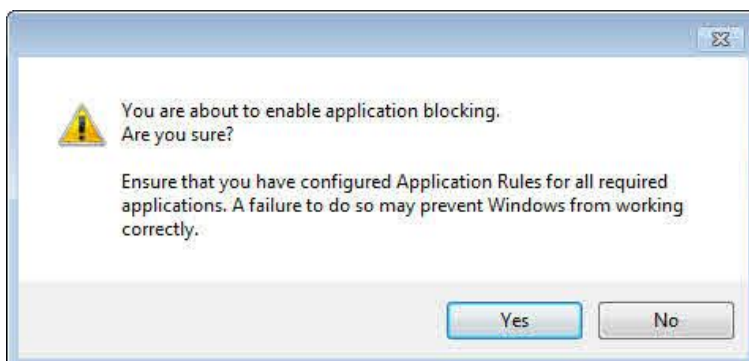 You are about to enable application blocking.
Are you sure?
Ensure that you have configured Application Rules for all required
applications. A failure to do so may prevent Windows from working
correctly.
Yes
No